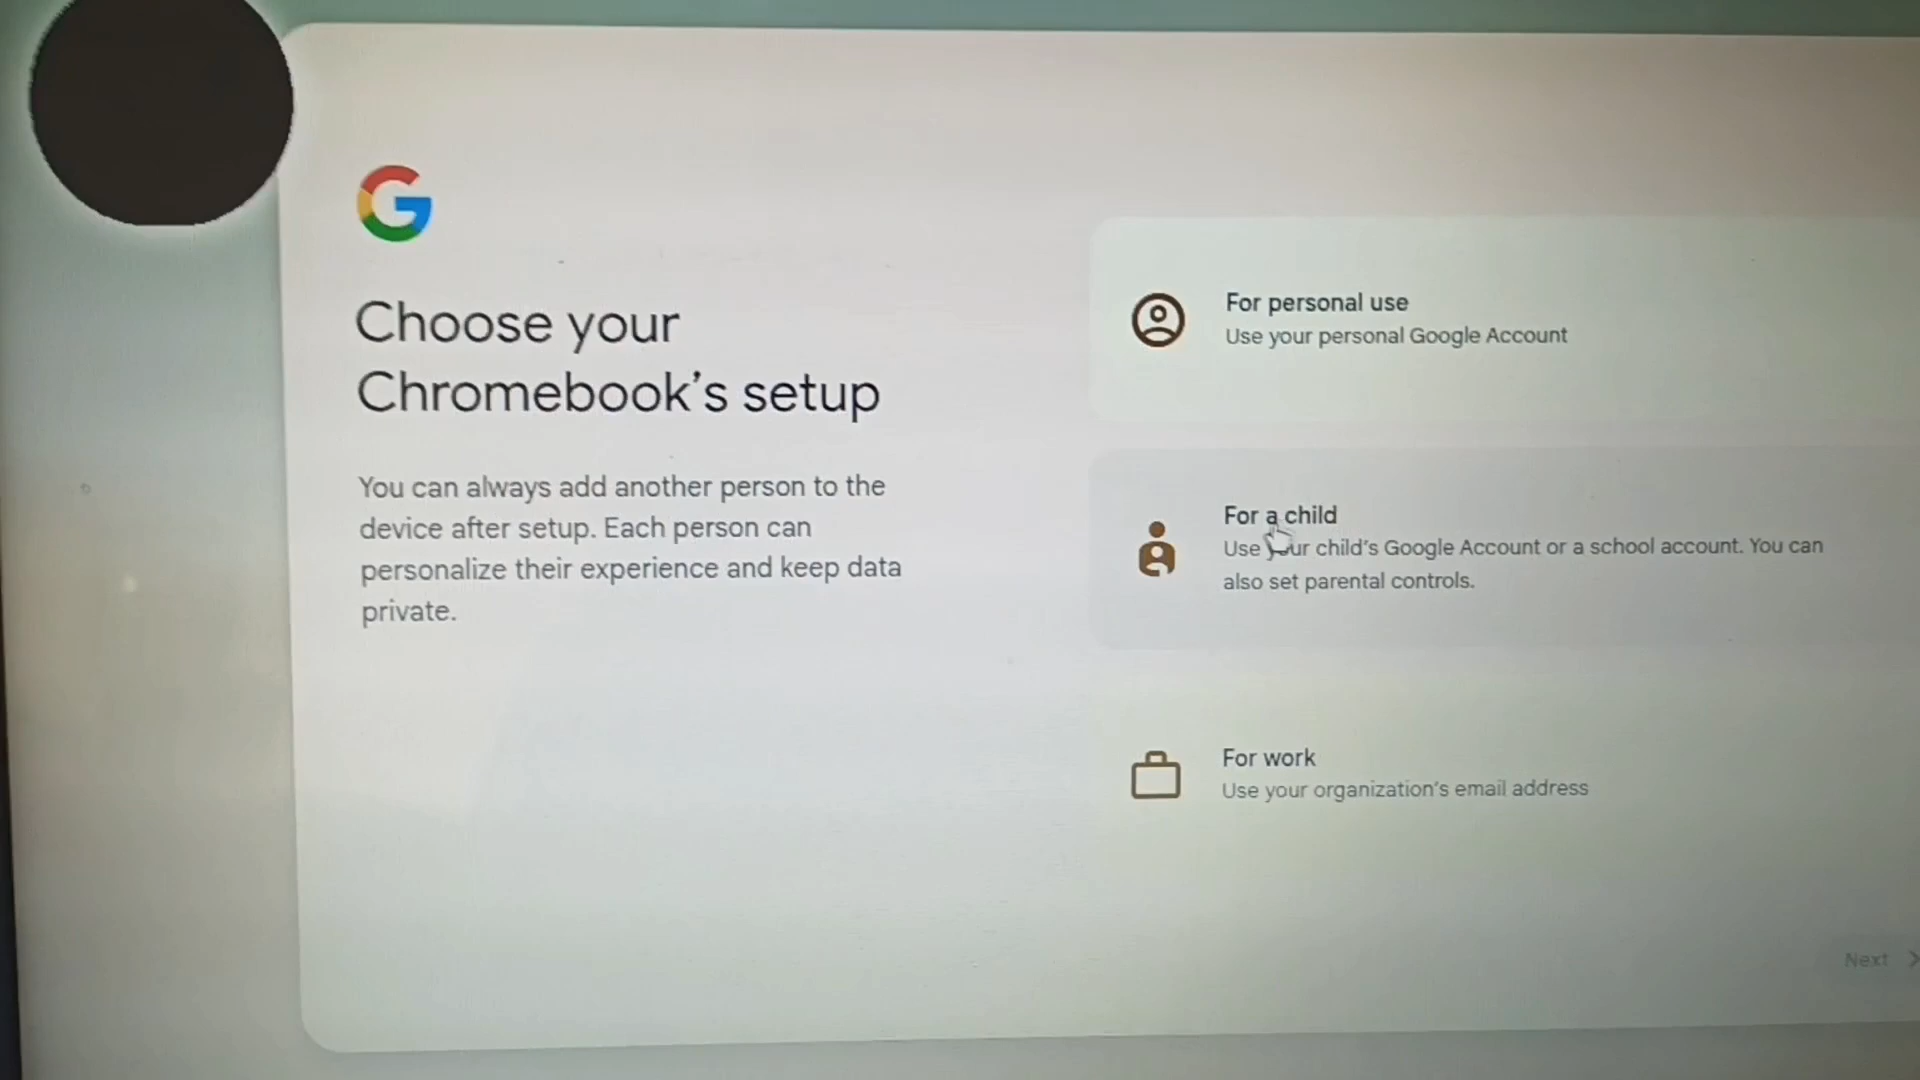 Choose your
Chromebook's setup
You can always add another person to the
device after setup. Each person can
personalize their experience and keep data
private.
For personal use
Use your personal Google Account
For a child
Use your child's Google Account or a school account. You can
also set parental controls.
For work
Use your organization's email address
Next